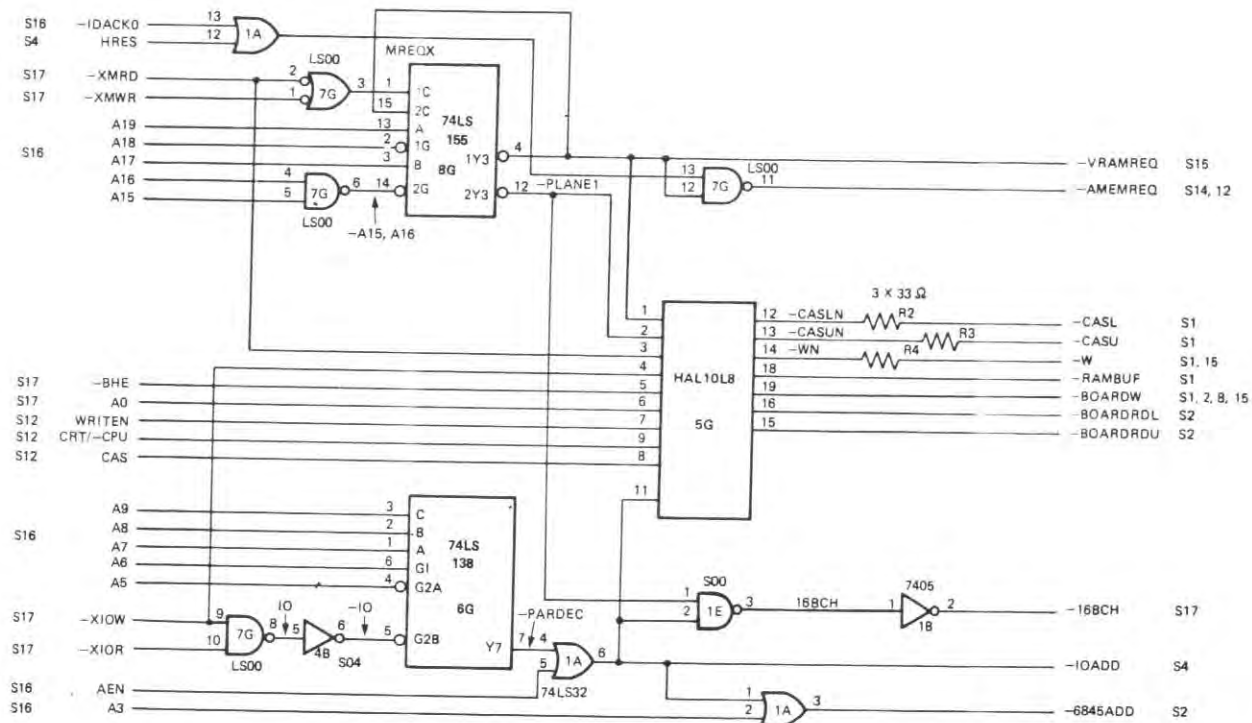 S16 -IDACK0 13
S4 HRES 12
1A
MREQX
LS00
S17 -XMRD 2
7G 3 1 1C
S17 -XMWR 1
15 2C
A19 13 A
74LS
155
8G
A18 2 1G
S16
A17 3 B
A16 4
7G 6 14 2G
A15 5
LS00
-A15, A16
1Y3 4
2Y3 12 -PLANE1
LS00
13
7G 11
12
-VRAMREQ S15
-AMEMREQ S14, 12
3 × 33 Ω
1 12 -CASLN R2 -CASL S1
2 13 -CASUN R3 -CASU S1
3 14 -WN R4 -W S1, 15
4 18 -RAMBUF S1
HAL10L8
5G
S17 -BHE 5 19 -BOARDW S1, 2, 8, 15
S17 A0 6 16 -BOARDRDL S2
S12 WRITEN 7 15 -BOARDRDU S2
S12 CRT/-CPU 9
S12 CAS 8
11
A9 3 C
A8 2 B
74LS
138
6G
S16
A7 1 A
A6 6 G1
A5 4 G2A
S17 -XIOW 9
IO -IO
7G 8 5 4B 6 5 G2B
S17 -XIOR 10
LS00 S04
Y7 7
-PARDEC
4
1A 6
5
74LS32
S16 AEN
S16 A3
S00
1
1E 3
2
16BCH
7405
1 1B 2
-16BCH S17
-IOADD S4
1
1A 3
2
-6845ADD S2